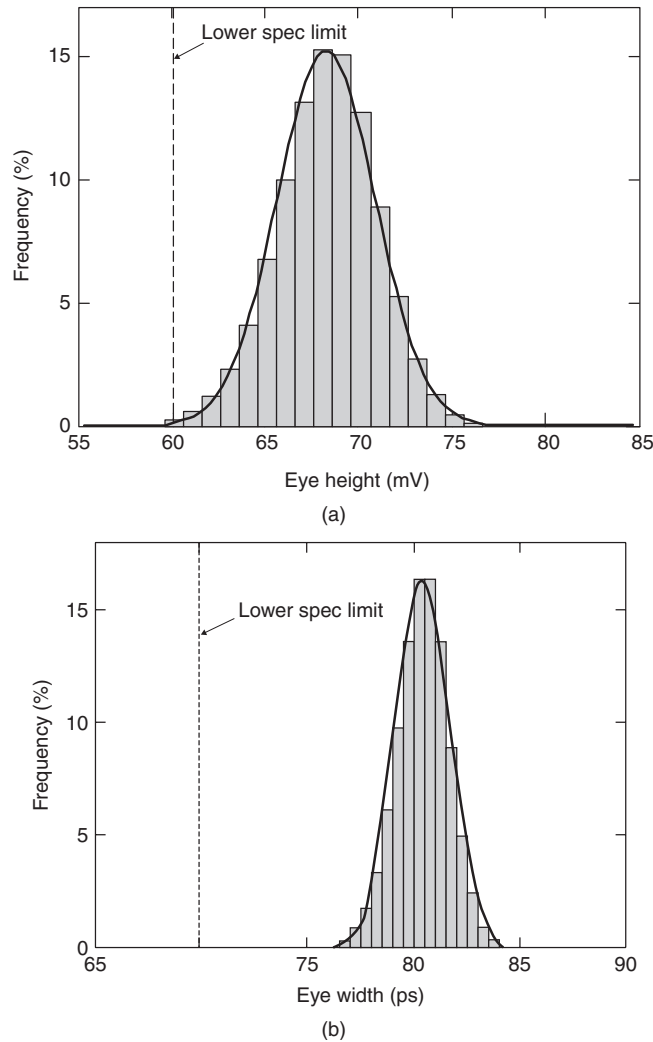 15
Lower spec limit
10
Frequency (%)
5
0
55 60 65 70 75 80 85
Eye height (mV)
(a)
15
Lower spec limit
10
Frequency (%)
5
0
65 75 80 85 90
Eye width (ps)
(b)